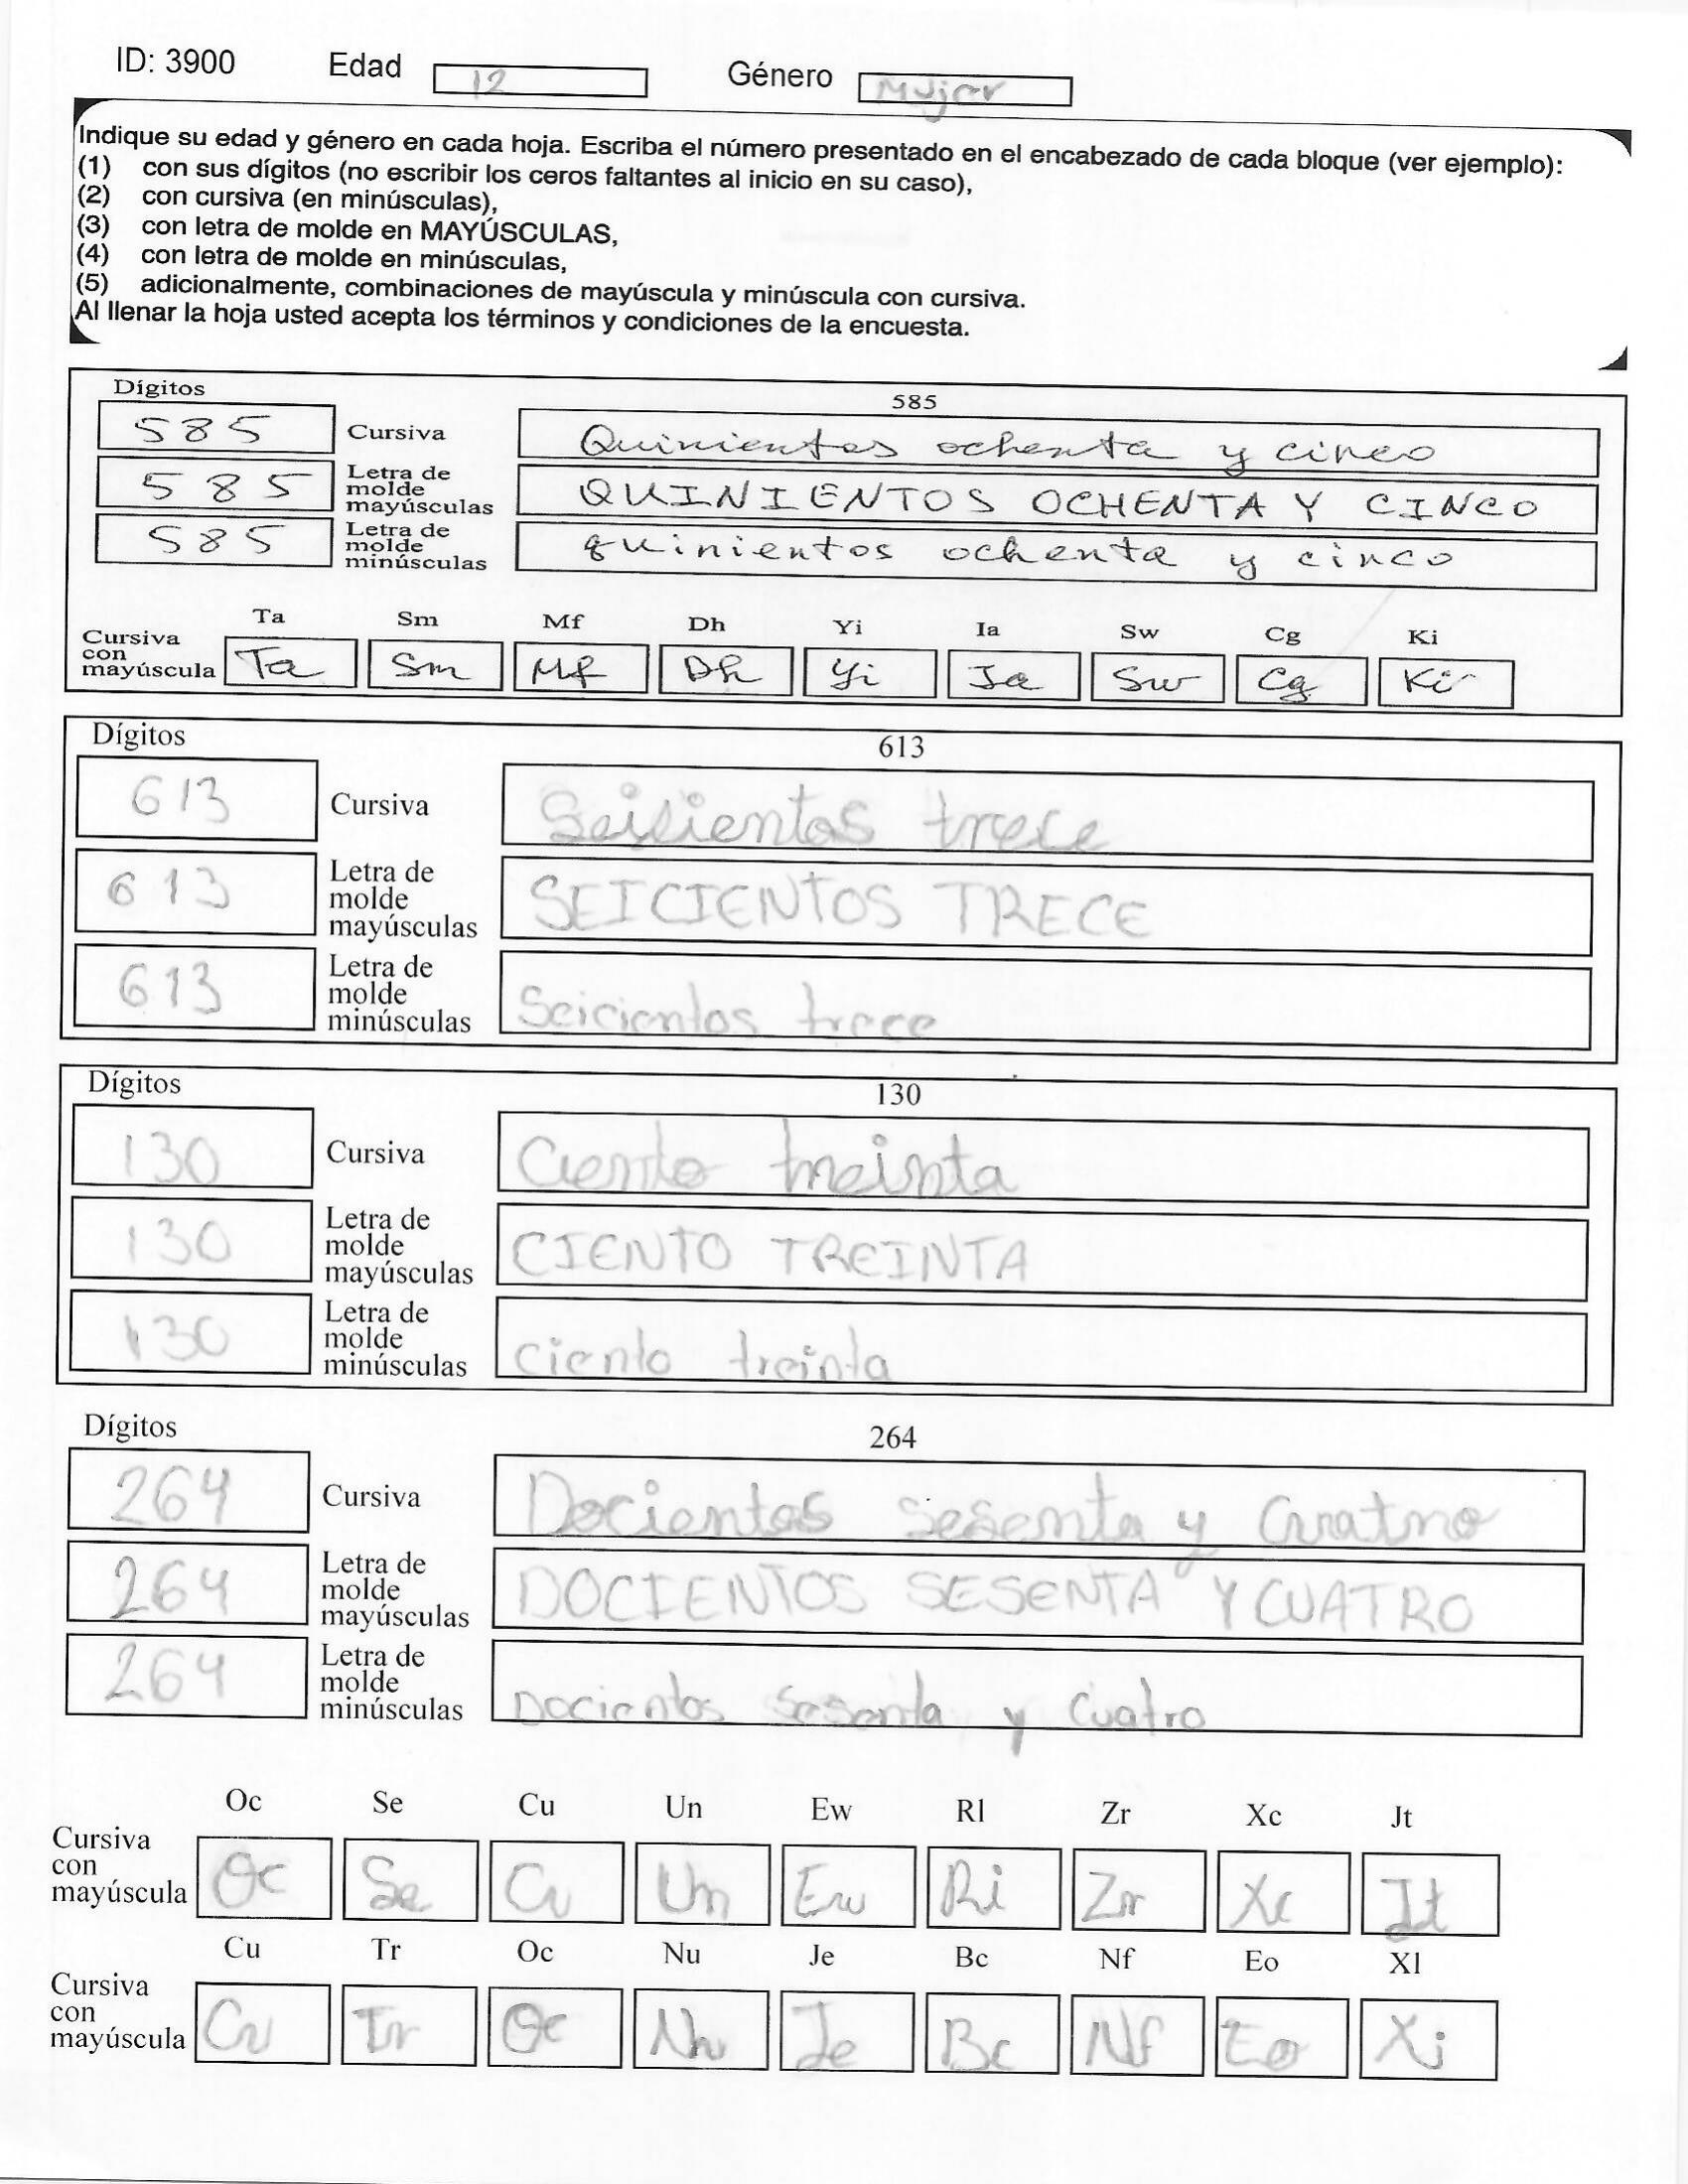 ID: 3900 Edad 12 Género Mujer
Indique su edad y género en cada hoja. Escriba el número presentado en el encabezado de cada bloque (ver ejemplo):
(1) con sus dígitos (no escribir los ceros faltantes al inicio en su caso),
(2) con cursiva (en minúsculas),
(3) con letra de molde en MAYÚSCULAS,
(4) con letra de molde en minúsculas,
(5) adicionalmente, combinaciones de mayúscula y minúscula con cursiva.
Al llenar la hoja usted acepta los términos y condiciones de la encuesta.
Dígitos 585
585 Cursiva Quinientos ochenta y cinco
585 Letra de molde mayúsculas QUINIENTOS OCHENTA Y CINCO
585 Letra de molde minúsculas quinientos ochenta y cinco
Ta Sm Mf Dh Yi Ia Sw Cg Ki
Cursiva con mayúscula Ta Sm Mf Dh Yi Ia Sw Cg Ki
Dígitos 613
613 Cursiva Seisientos trece
613 Letra de molde mayúsculas SEICIENTOS TRECE
613 Letra de molde minúsculas Seicientos trece
Dígitos 130
130 Cursiva Ciento treinta
130 Letra de molde mayúsculas CIENTO TREINTA
130 Letra de molde minúsculas ciento treinta
Dígitos 264
264 Cursiva Docientos sesenta y Cuatro
264 Letra de molde mayúsculas DOCIENTOS SESENTA Y CUATRO
264 Letra de molde minúsculas Docientos sesenta y Cuatro
Oc Se Cu Un Ew Rl Zr Xc Jt
Cursiva con mayúscula Oc Se Cu Un Ew Ri Zr Xc Jt
Cu Tr Oc Nu Je Bc Nf Eo Xl
Cursiva con mayúscula Cu Tr Oc Nu Je Bc Nf Eo Xi